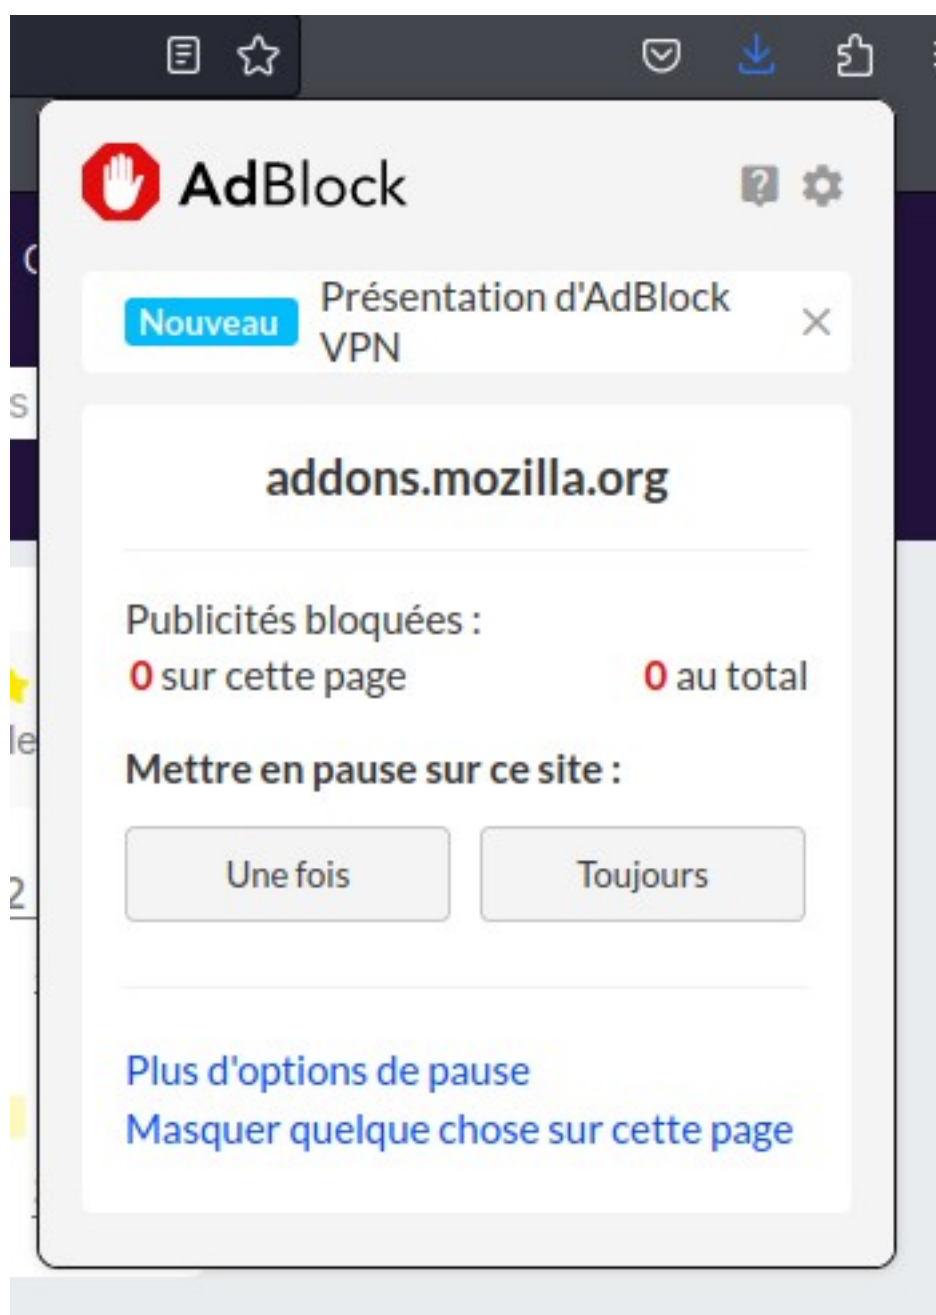 AdBlock
Nouveau
Présentation d'AdBlock
VPN
addons.mozilla.org
Publicités bloquées :
0 sur cette page 0 au total
Mettre en pause sur ce site :
Une fois Toujours
Plus d'options de pause
Masquer quelque chose sur cette page